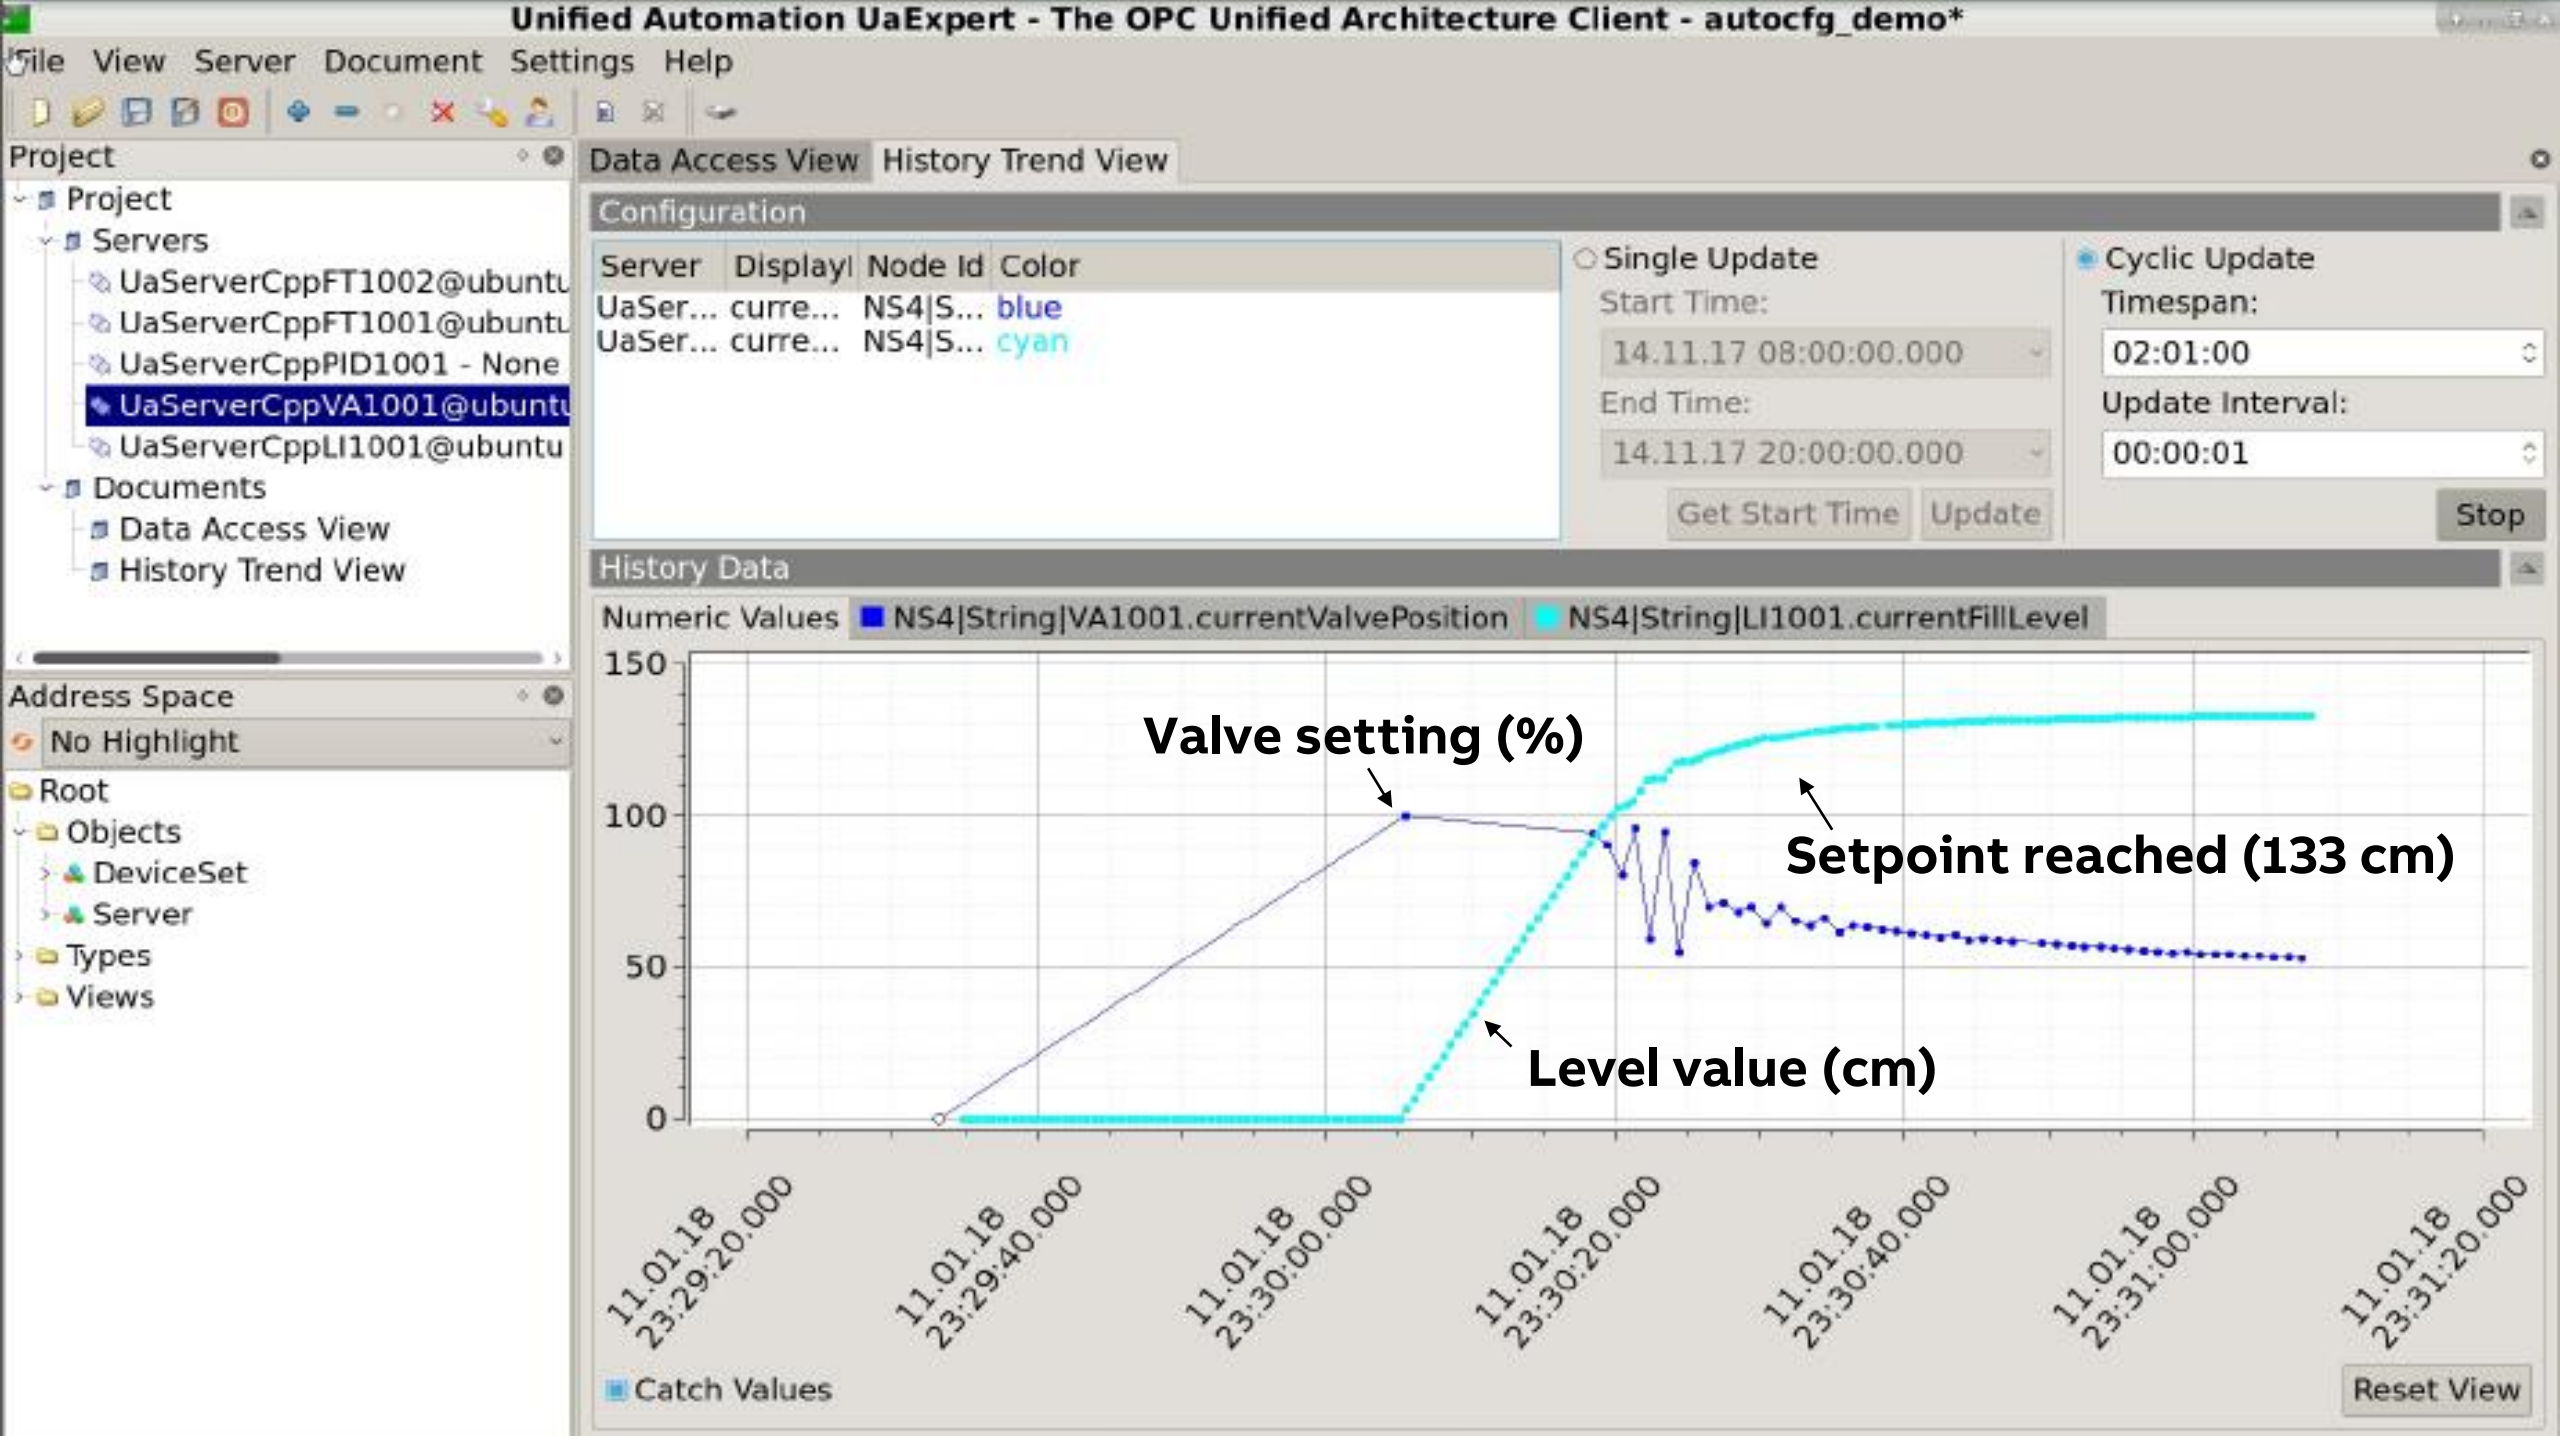 Unified Automation UaExpert - The OPC Unified Architecture Client - autocfg_demo*
File View Server Document Settings Help
Project
Project
Servers
UaServerCppFT1002@ubuntu
UaServerCppFT1001@ubuntu
UaServerCppPID1001 - None
UaServerCppVA1001@ubuntu
UaServerCppLI1001@ubuntu
Documents
Data Access View
History Trend View
Address Space
No Highlight
Root
Objects
DeviceSet
Server
Types
Views
Data Access View History Trend View
Configuration
Server Displayl Node Id Color
UaSer... curre... NS4|S... blue
UaSer... curre... NS4|S... cyan
Single Update
Start Time:
14.11.17 08:00:00.000
End Time:
14.11.17 20:00:00.000
Get Start Time Update
Cyclic Update
Timespan:
02:01:00
Update Interval:
00:00:01
Stop
History Data
Numeric Values NS4|String|VA1001.currentValvePosition NS4|String|LI1001.currentFillLevel
150
100
50
0
Valve setting (%)
Setpoint reached (133 cm)
Level value (cm)
11.01.18
23:29:20.000
11.01.18
23:29:40.000
11.01.18
23:30:00.000
11.01.18
23:30:20.000
11.01.18
23:30:40.000
11.01.18
23:31:00.000
11.01.18
23:31:20.000
Catch Values
Reset View